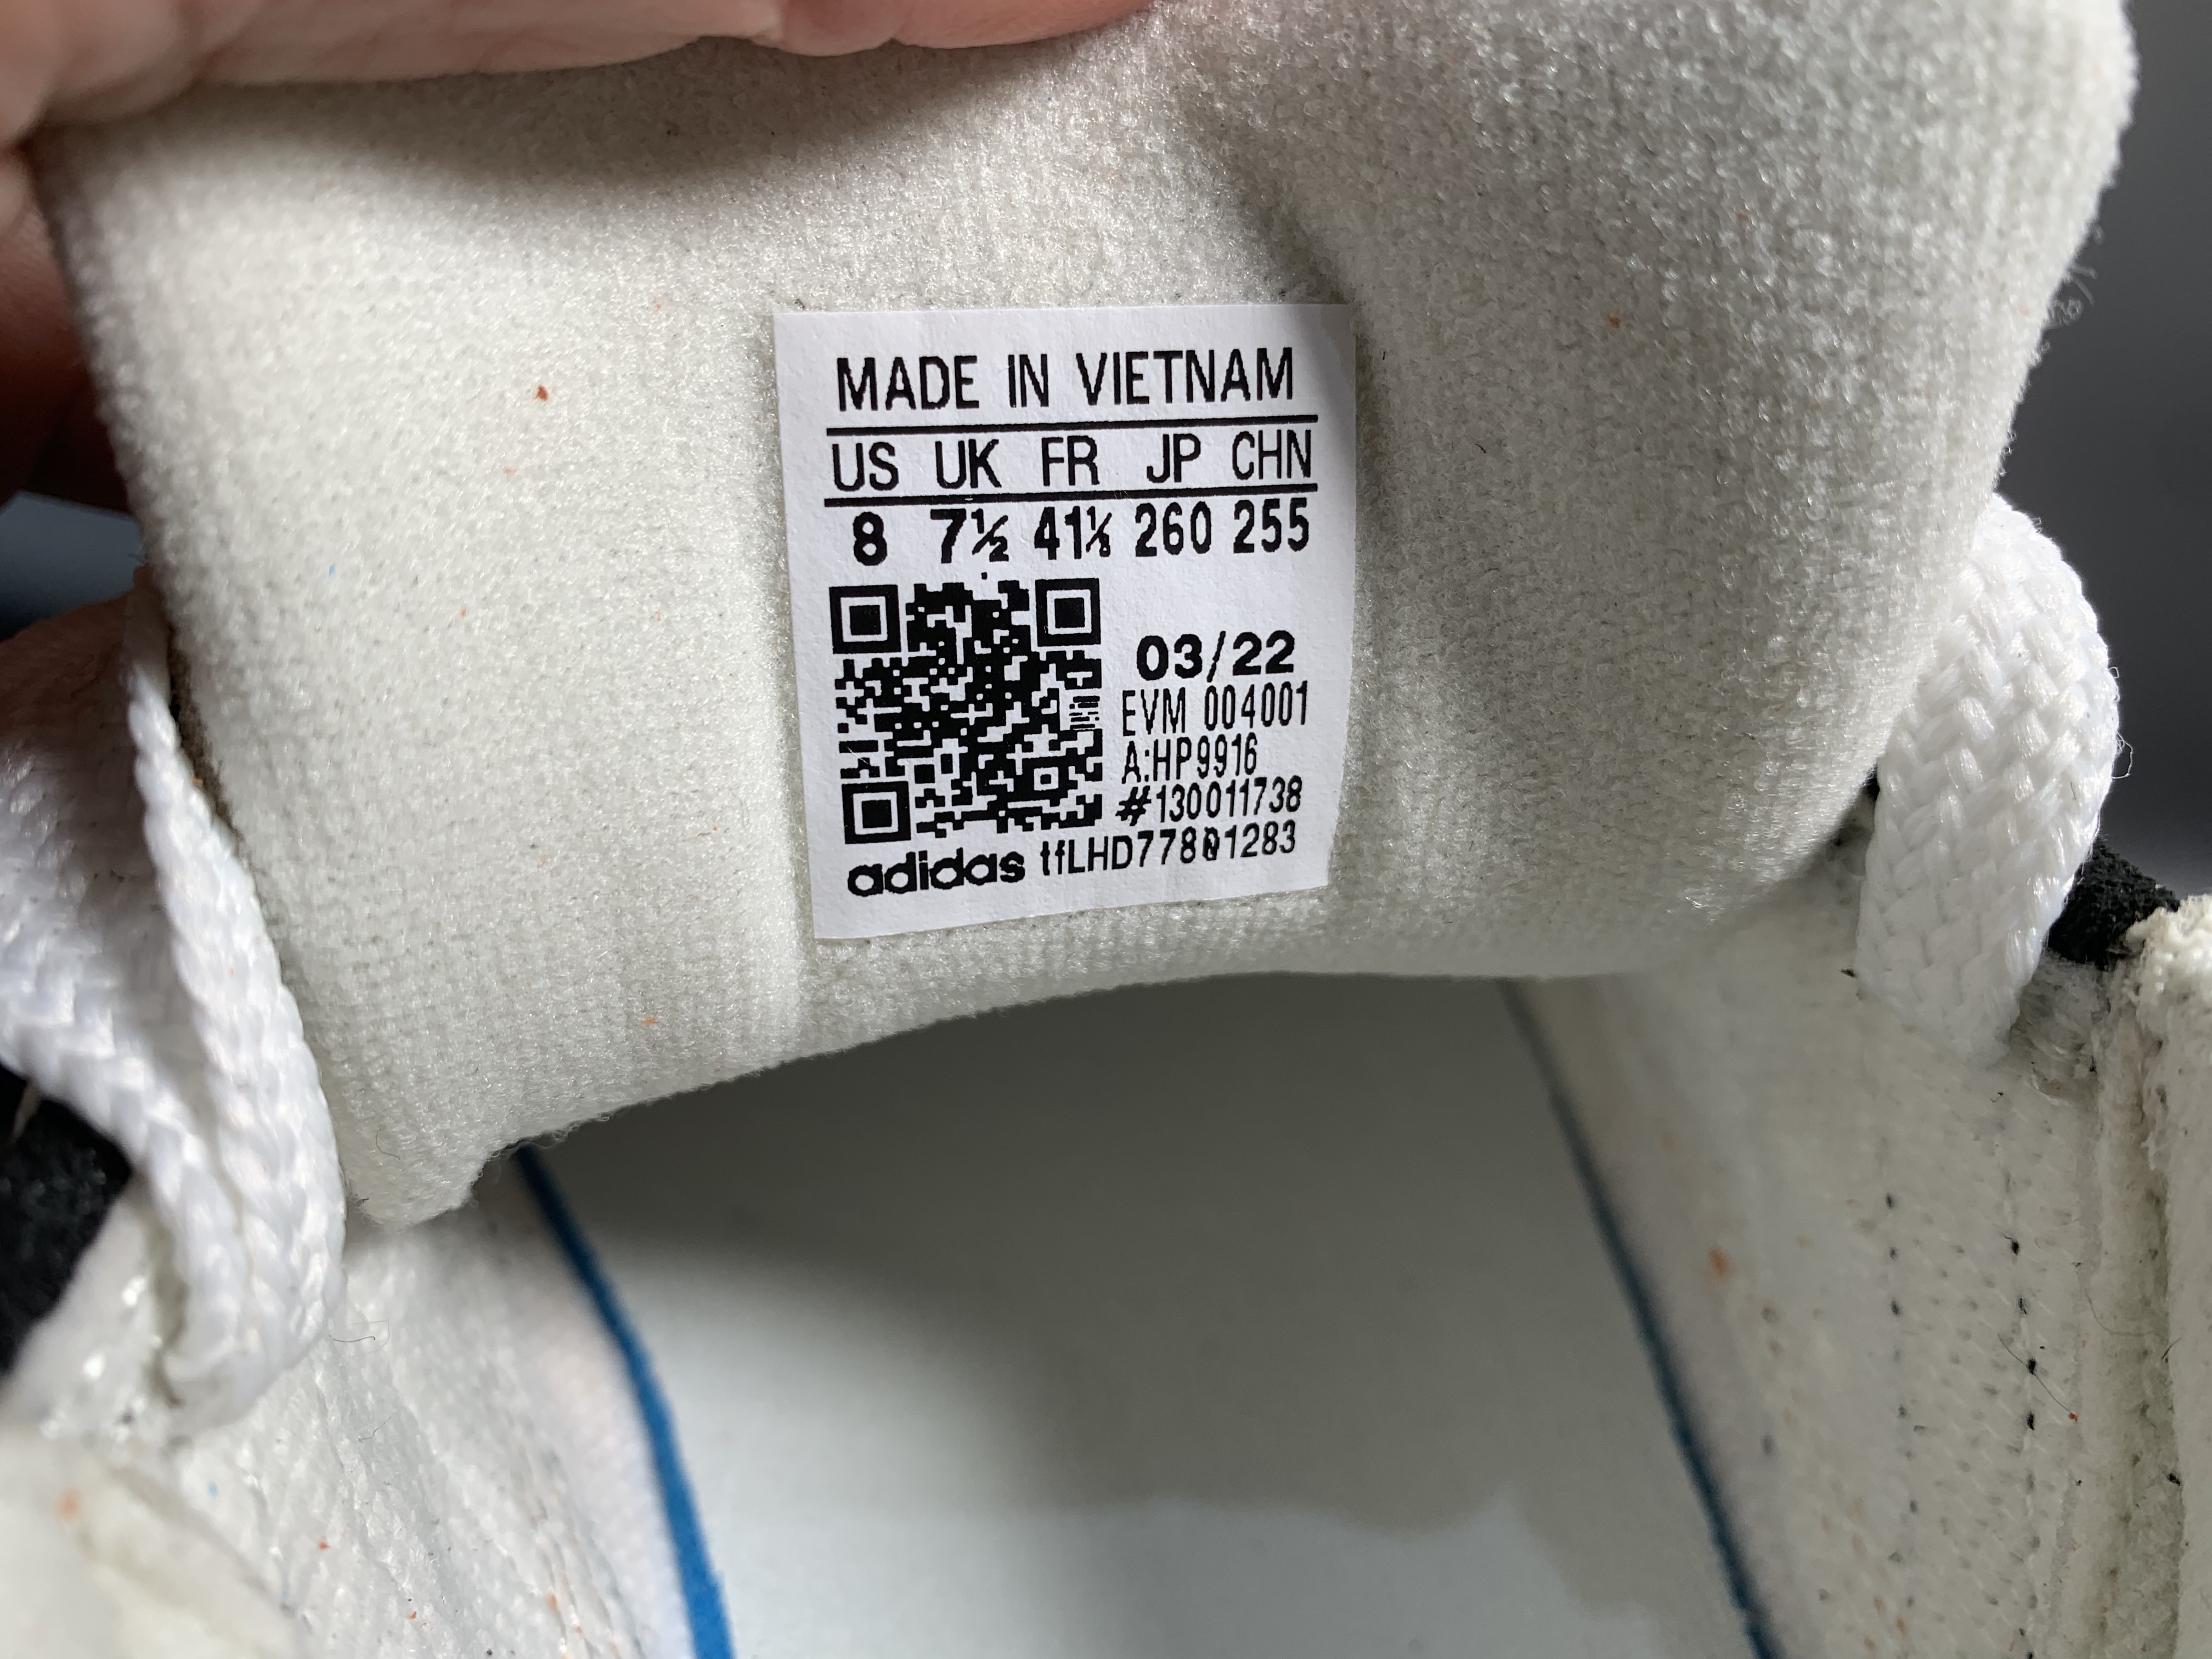 MADE IN VIETNAM
US UK FR JP CHN
8 7½ 41⅓ 260 255
03/22
EVM 004001
A:HP9916
#130011738
adidas